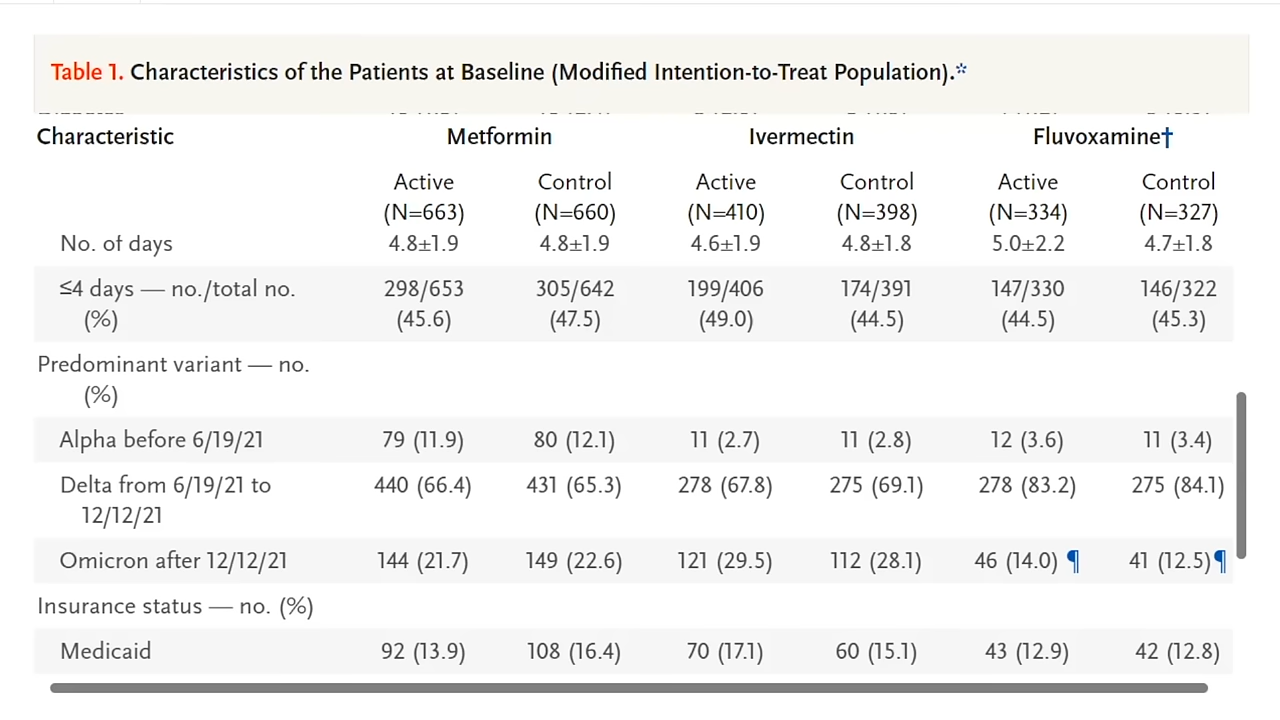 Table 1. Characteristics of the Patients at Baseline (Modified Intention-to-Treat Population).*
Characteristic Metformin Ivermectin Fluvoxamine†
Active Control Active Control Active Control
(N=663) (N=660) (N=410) (N=398) (N=334) (N=327)
No. of days 4.8±1.9 4.8±1.9 4.6±1.9 4.8±1.8 5.0±2.2 4.7±1.8
≤4 days — no./total no. 298/653 305/642 199/406 174/391 147/330 146/322
(%) (45.6) (47.5) (49.0) (44.5) (44.5) (45.3)
Predominant variant — no.
(%)
Alpha before 6/19/21 79 (11.9) 80 (12.1) 11 (2.7) 11 (2.8) 12 (3.6) 11 (3.4)
Delta from 6/19/21 to 440 (66.4) 431 (65.3) 278 (67.8) 275 (69.1) 278 (83.2) 275 (84.1)
12/12/21
Omicron after 12/12/21 144 (21.7) 149 (22.6) 121 (29.5) 112 (28.1) 46 (14.0) ¶ 41 (12.5)¶
Insurance status — no. (%)
Medicaid 92 (13.9) 108 (16.4) 70 (17.1) 60 (15.1) 43 (12.9) 42 (12.8)